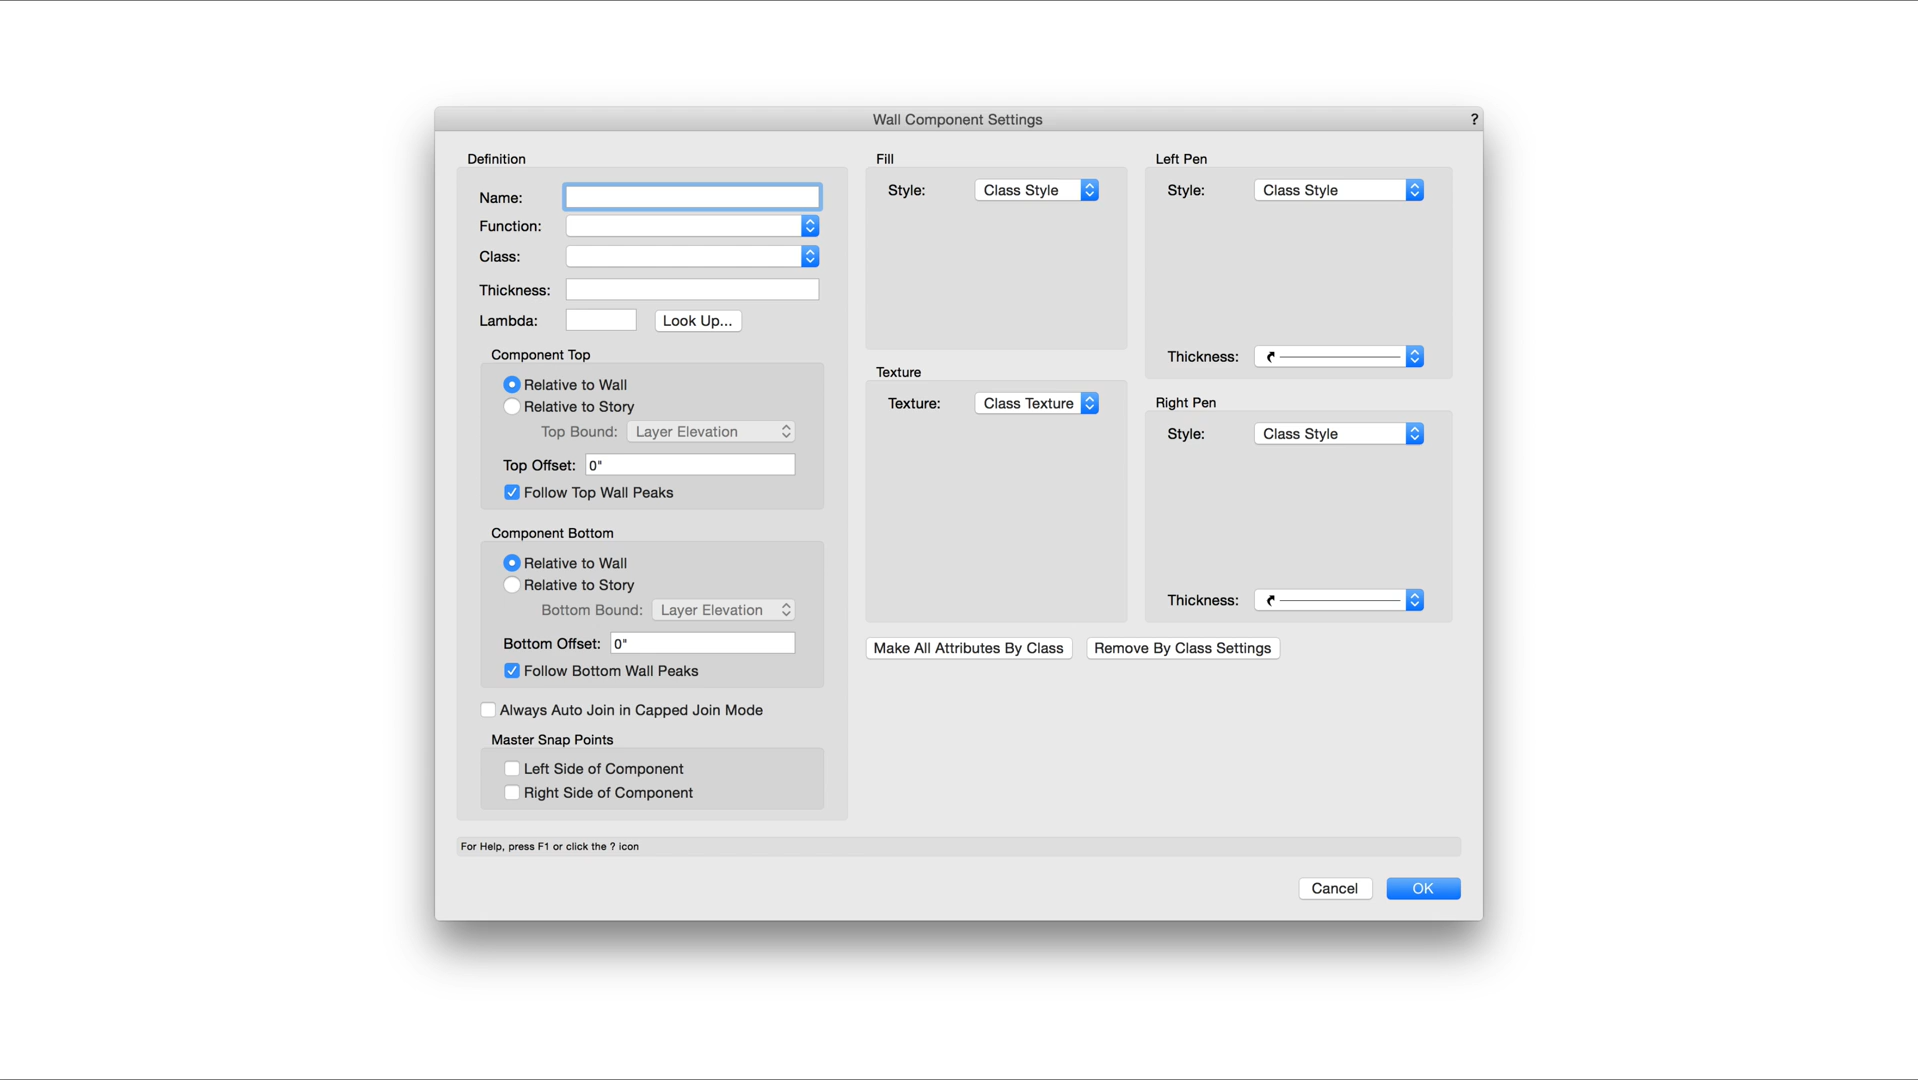 Wall Component Settings
?
Definition
Name:
Function:
Class:
Thickness:
Lambda:
Look Up...
Component Top
Relative to Wall
Relative to Story
Top Bound: Layer Elevation
Top Offset: 0"
Follow Top Wall Peaks
Component Bottom
Relative to Wall
Relative to Story
Bottom Bound: Layer Elevation
Bottom Offset: 0"
Follow Bottom Wall Peaks
Always Auto Join in Capped Join Mode
Master Snap Points
Left Side of Component
Right Side of Component
Fill
Style: Class Style
Texture
Texture: Class Texture
Left Pen
Style: Class Style
Thickness:
Right Pen
Style: Class Style
Thickness:
Make All Attributes By Class
Remove By Class Settings
For Help, press F1 or click the ? icon
Cancel
OK